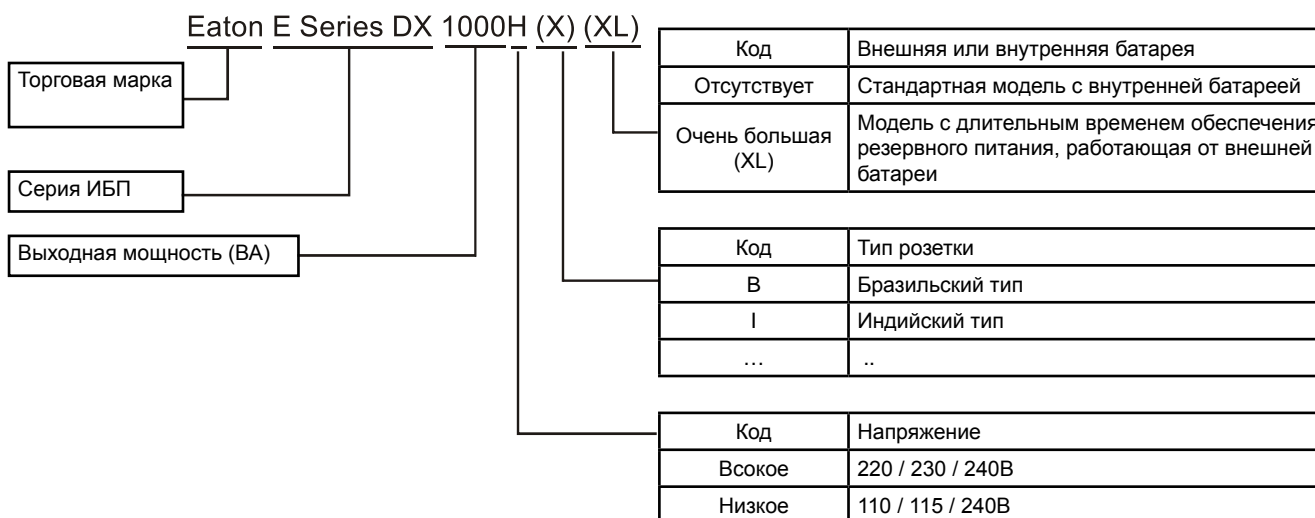 Eaton E Series DX 1000H (X) (XL)
Торговая марка
Серия ИБП
Выходная мощность (ВА)
Код Внешняя или внутренняя батарея
Отсутствует Стандартная модель с внутренней батареей
Очень большая (XL) Модель с длительным временем обеспечения
резервного питания, работающая от внешней
батареи
Код Тип розетки
B Бразильский тип
I Индийский тип
… ..
Код Напряжение
Всокое 220 / 230 / 240В
Низкое 110 / 115 / 240В